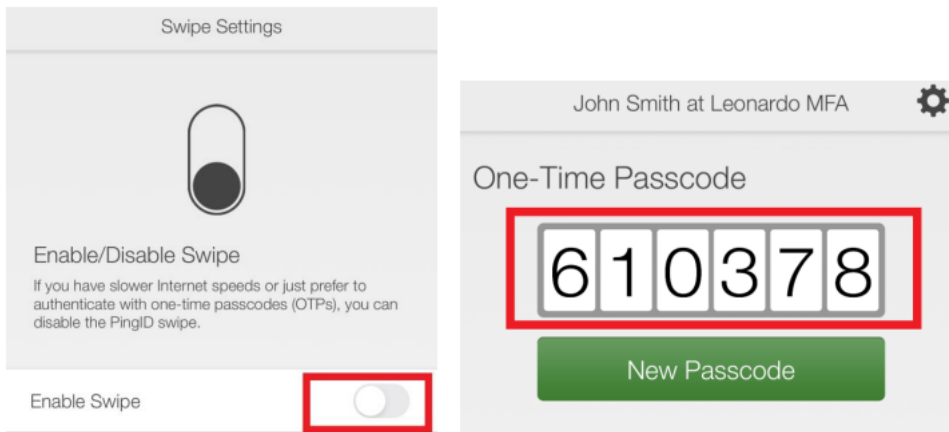 Swipe Settings
Enable/Disable Swipe
If you have slower Internet speeds or just prefer to
authenticate with one-time passcodes (OTPs), you can
disable the PingID swipe.
Enable Swipe
John Smith at Leonardo MFA
One-Time Passcode
610378
New Passcode